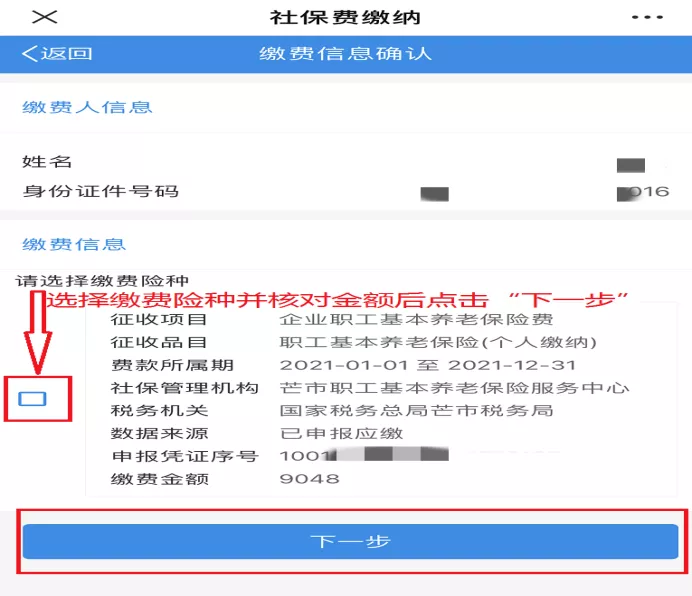 社保费缴纳
返回 缴费信息确认
缴费人信息
姓名
身份证件号码 016
缴费信息
请选择缴费险种
选择缴费险种并核对金额后点击“下一步”
征收项目 企业职工基本养老保险费
征收品目 职工基本养老保险(个人缴纳)
费款所属期 2021-01-01 至 2021-12-31
社保管理机构 芒市职工基本养老保险服务中心
税务机关 国家税务总局芒市税务局
数据来源 已申报应缴
申报凭证序号 1001
缴费金额 9048
下一步